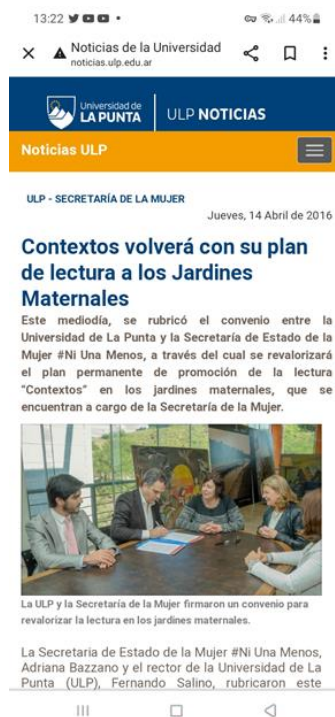 13:22
44%
Noticias de la Universidad
noticias.ulp.edu.ar
Universidad de
LA PUNTA
ULP NOTICIAS
Noticias ULP
ULP - SECRETARÍA DE LA MUJER
Jueves, 14 Abril de 2016
Contextos volverá con su plan
de lectura a los Jardines
Maternales
Este mediodía, se rubricó el convenio entre la
Universidad de La Punta y la Secretaría de Estado de la
Mujer #Ni Una Menos, a través del cual se revalorizará
el plan permanente de promoción de la lectura
"Contextos" en los jardines maternales, que se
encuentran a cargo de la Secretaría de la Mujer.
La ULP y la Secretaría de la Mujer firmaron un convenio para
revalorizar la lectura en los jardines maternales.
La Secretaria de Estado de la Mujer #Ni Una Menos,
Adriana Bazzano y el rector de la Universidad de La
Punta (ULP), Fernando Salino, rubricaron este